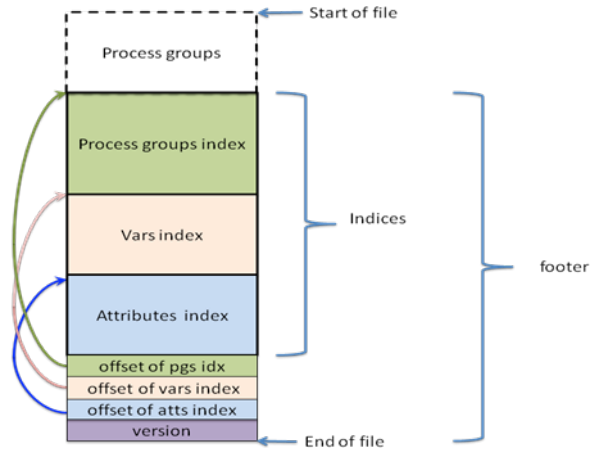 Start of file
Process groups
Process groups index
Vars index
Indices
footer
Attributes index
offset of pgs idx
offset of vars index
offset of atts index
version
End of file